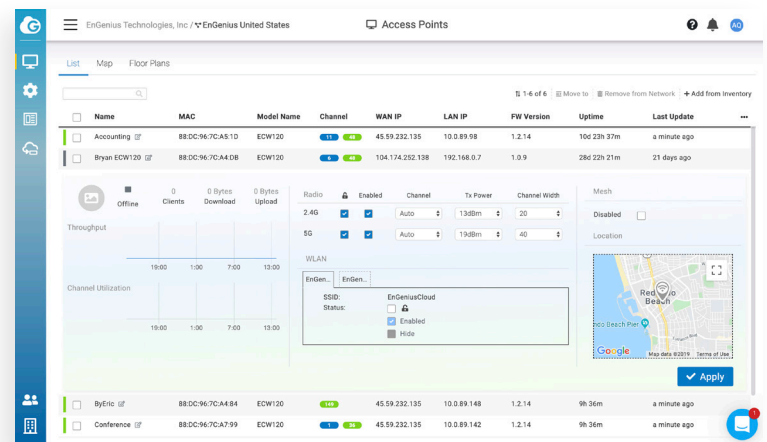 EnGenius Technologies, Inc / EnGenius United States
Access Points
AQ
List Map Floor Plans
1-6 of 6 Move to Remove from Network + Add from Inventory
Name MAC Model Name Channel WAN IP LAN IP FW Version Uptime Last Update
Accounting 88:DC:96:7C:A5:1D ECW120 11 48 45.59.232.135 10.0.89.98 1.2.14 10d 23h 37m a minute ago
Bryan ECW120 88:DC:96:7C:A4:DB ECW120 6 48 104.174.252.138 192.168.0.7 1.0.9 28d 22h 21m 21 days ago
Offline
0 Clients
0 Bytes Download
0 Bytes Upload
Throughput
19:00 1:00 7:00 13:00
Channel Utilization
19:00 1:00 7:00 13:00
Radio Enabled Channel Tx Power Channel Width
2.4G Auto 13dBm 20
5G Auto 19dBm 40
WLAN
EnGen... EnGen...
SSID: EnGeniusCloud
Status:
Enabled
Hide
Mesh
Disabled
Location
Beach
nco Beach Pier
Google
Map data ©2019 Terms of Use
Apply
ByEric 88:DC:96:7C:A4:84 ECW120 149 45.59.232.135 10.0.89.148 1.2.14 9h 36m a minute ago
Conference 88:DC:96:7C:A7:99 ECW120 1 36 45.59.232.135 10.0.89.142 1.2.14 9h 36m a minute ago
1